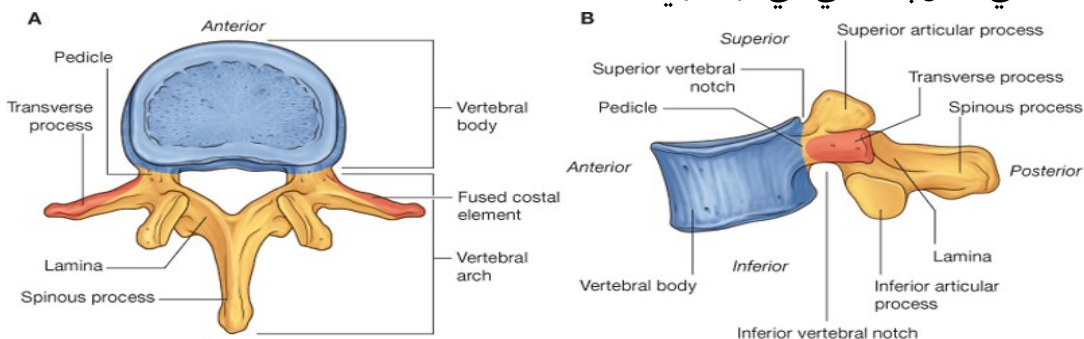 A
Anterior
Pedicle
Transverse
process
Vertebral
body
Fused costal
element
Vertebral
arch
Lamina
Spinous process
B
Superior
Superior articular process
Superior vertebral
notch
Transverse process
Pedicle
Spinous process
Anterior
Posterior
Lamina
Inferior
Vertebral body
Inferior articular
process
Inferior vertebral notch